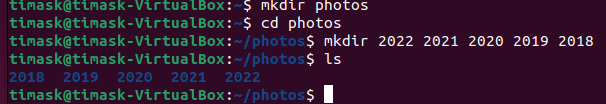 timask@timask-VirtualBox:~$ mkdir photos
timask@timask-VirtualBox:~$ cd photos
timask@timask-VirtualBox:~/photos$ mkdir 2022 2021 2020 2019 2018
timask@timask-VirtualBox:~/photos$ ls
2018  2019  2020  2021  2022
timask@timask-VirtualBox:~/photos$